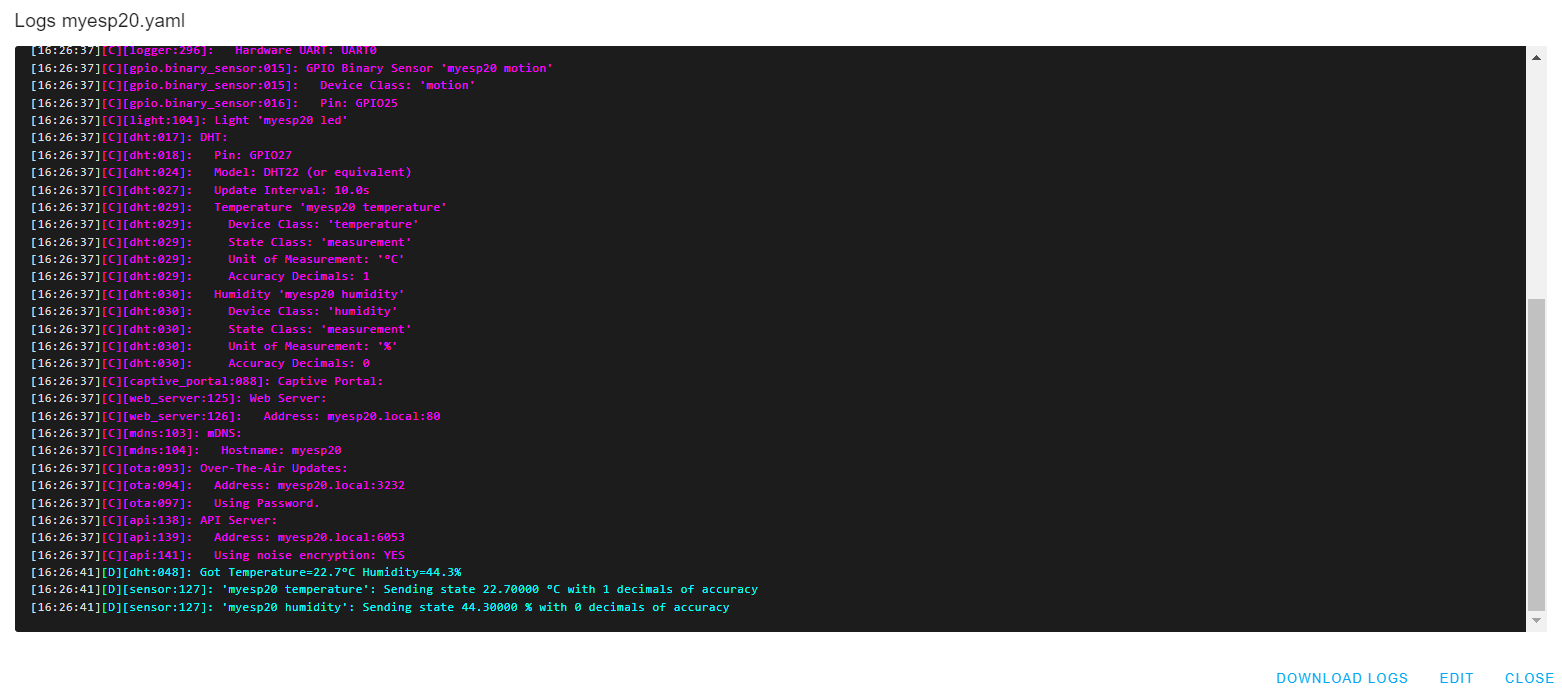 Logs myesp20.yaml
[16:26:37][C][logger:296]:   Hardware UART: UART0
[16:26:37][C][gpio.binary_sensor:015]: GPIO Binary Sensor 'myesp20 motion'
[16:26:37][C][gpio.binary_sensor:015]:   Device Class: 'motion'
[16:26:37][C][gpio.binary_sensor:016]:   Pin: GPIO25
[16:26:37][C][light:104]: Light 'myesp20 led'
[16:26:37][C][dht:017]: DHT:
[16:26:37][C][dht:018]:   Pin: GPIO27
[16:26:37][C][dht:024]:   Model: DHT22 (or equivalent)
[16:26:37][C][dht:027]:   Update Interval: 10.0s
[16:26:37][C][dht:029]:   Temperature 'myesp20 temperature'
[16:26:37][C][dht:029]:     Device Class: 'temperature'
[16:26:37][C][dht:029]:     State Class: 'measurement'
[16:26:37][C][dht:029]:     Unit of Measurement: '°C'
[16:26:37][C][dht:029]:     Accuracy Decimals: 1
[16:26:37][C][dht:030]:   Humidity 'myesp20 humidity'
[16:26:37][C][dht:030]:     Device Class: 'humidity'
[16:26:37][C][dht:030]:     State Class: 'measurement'
[16:26:37][C][dht:030]:     Unit of Measurement: '%'
[16:26:37][C][dht:030]:     Accuracy Decimals: 0
[16:26:37][C][captive_portal:088]: Captive Portal:
[16:26:37][C][web_server:125]: Web Server:
[16:26:37][C][web_server:126]:   Address: myesp20.local:80
[16:26:37][C][mdns:103]: mDNS:
[16:26:37][C][mdns:104]:   Hostname: myesp20
[16:26:37][C][ota:093]: Over-The-Air Updates:
[16:26:37][C][ota:094]:   Address: myesp20.local:3232
[16:26:37][C][ota:097]:   Using Password.
[16:26:37][C][api:138]: API Server:
[16:26:37][C][api:139]:   Address: myesp20.local:6053
[16:26:37][C][api:141]:   Using noise encryption: YES
[16:26:41][D][dht:048]: Got Temperature=22.7°C Humidity=44.3%
[16:26:41][D][sensor:127]: 'myesp20 temperature': Sending state 22.70000 °C with 1 decimals of accuracy
[16:26:41][D][sensor:127]: 'myesp20 humidity': Sending state 44.30000 % with 0 decimals of accuracy
DOWNLOAD LOGS EDIT CLOSE